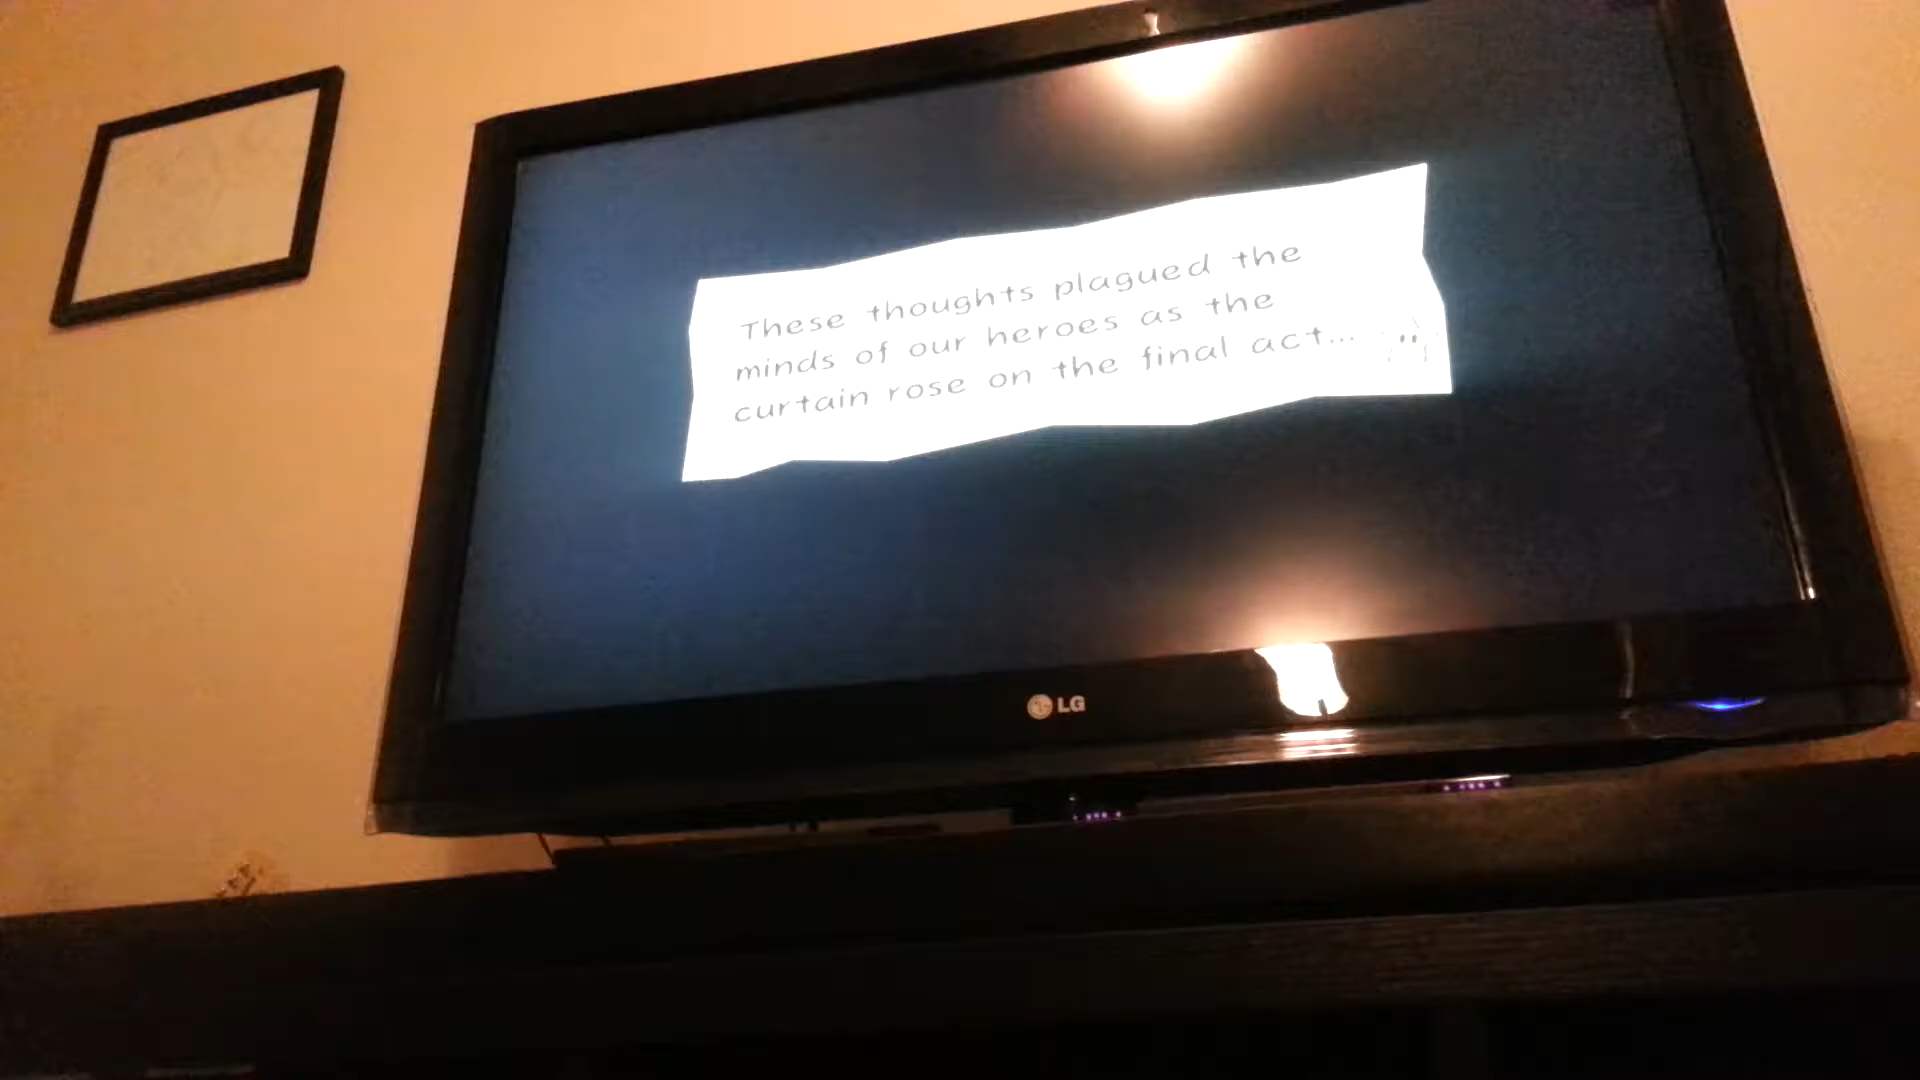 These thoughts plagued the
minds of our heroes as the
curtain rose on the final act...
LG